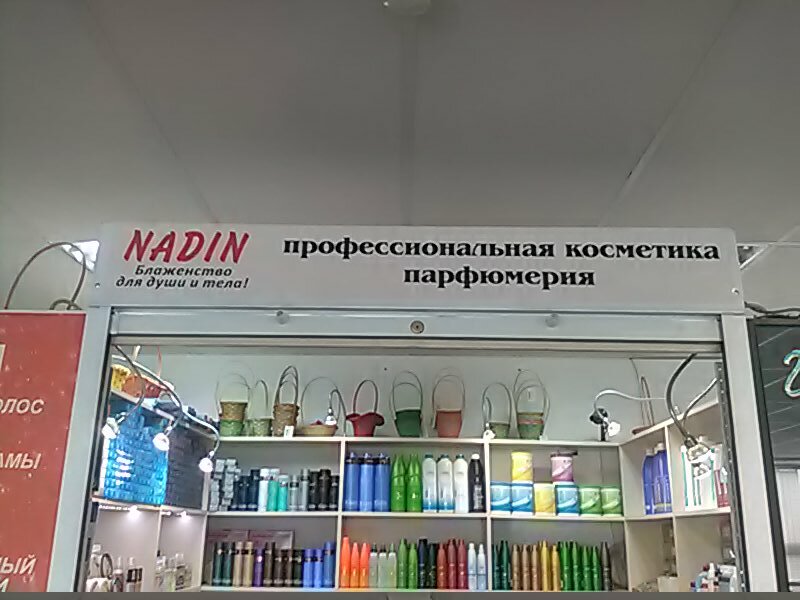 NADIN
Блаженство
для души и тела!
профессиональная косметика
парфюмерия